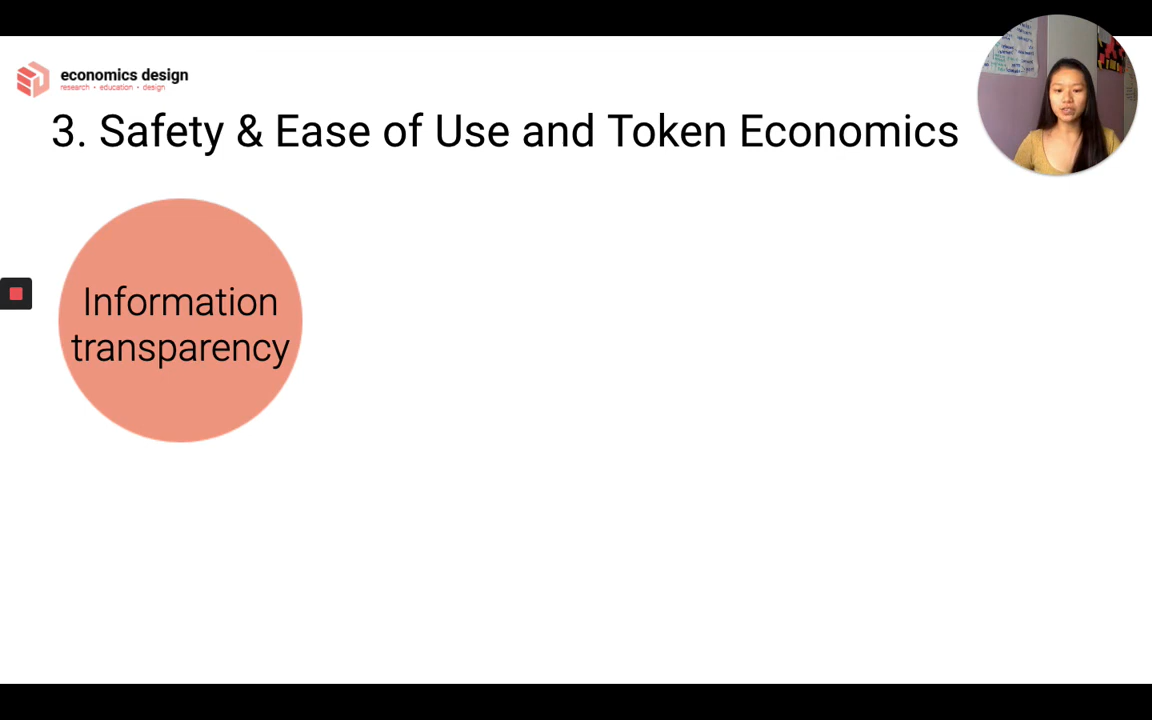 economics design
research • education • design
3. Safety & Ease of Use and Token Economics
Information
transparency